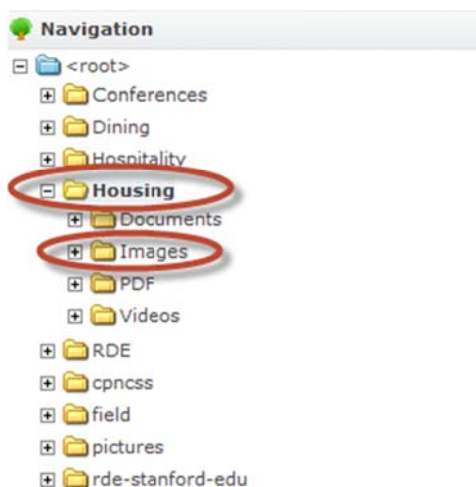 Navigation
<root>
Conferences
Dining
Hospitality
Housing
Documents
Images
PDF
Videos
RDE
cpncss
field
pictures
rde-stanford-edu